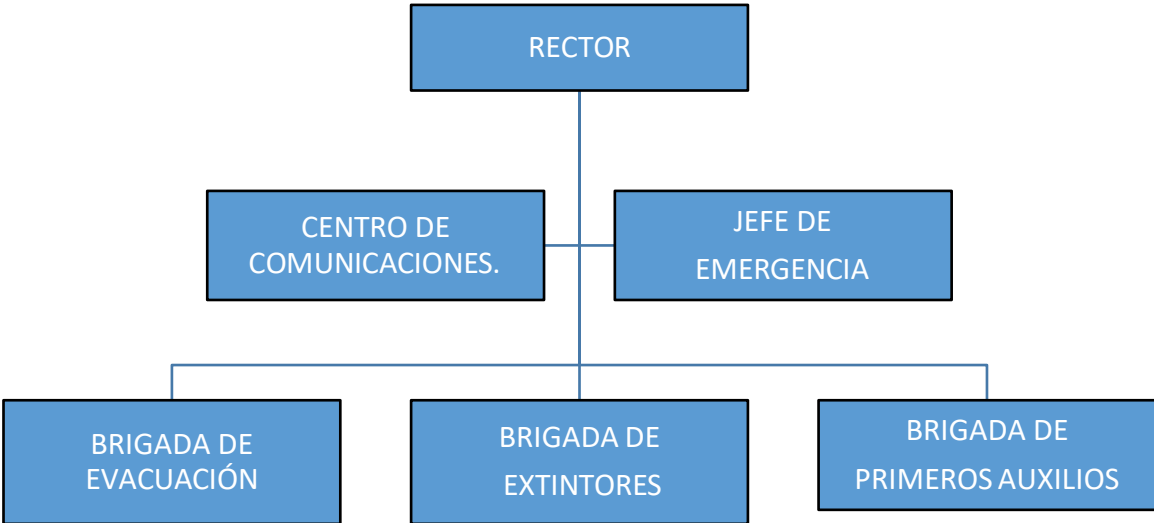 RECTOR
CENTRO DE
COMUNICACIONES.
JEFE DE
EMERGENCIA
BRIGADA DE
EVACUACIÓN
BRIGADA DE
EXTINTORES
BRIGADA DE
PRIMEROS AUXILIOS